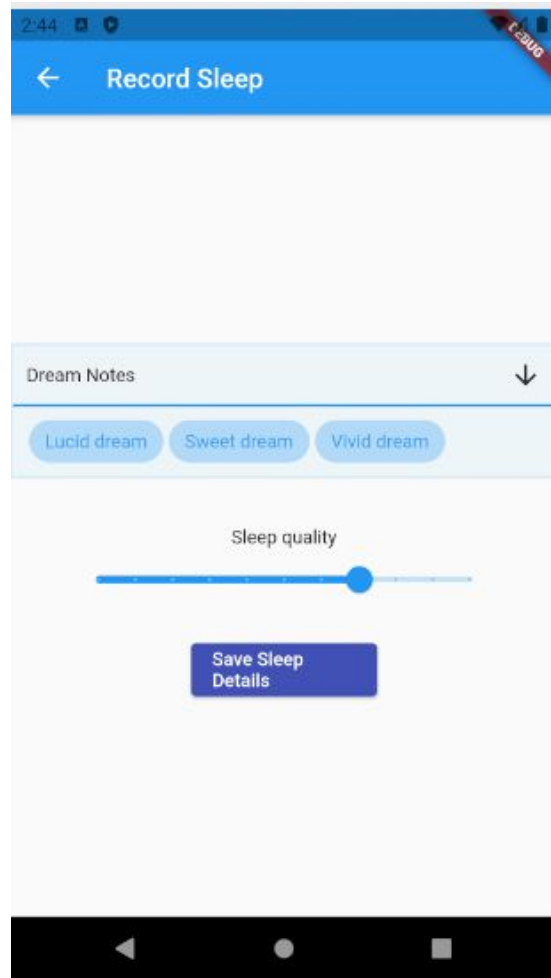 2:44
DEBUG
Record Sleep
Dream Notes
Lucid dream Sweet dream Vivid dream
Sleep quality
Save Sleep
Details